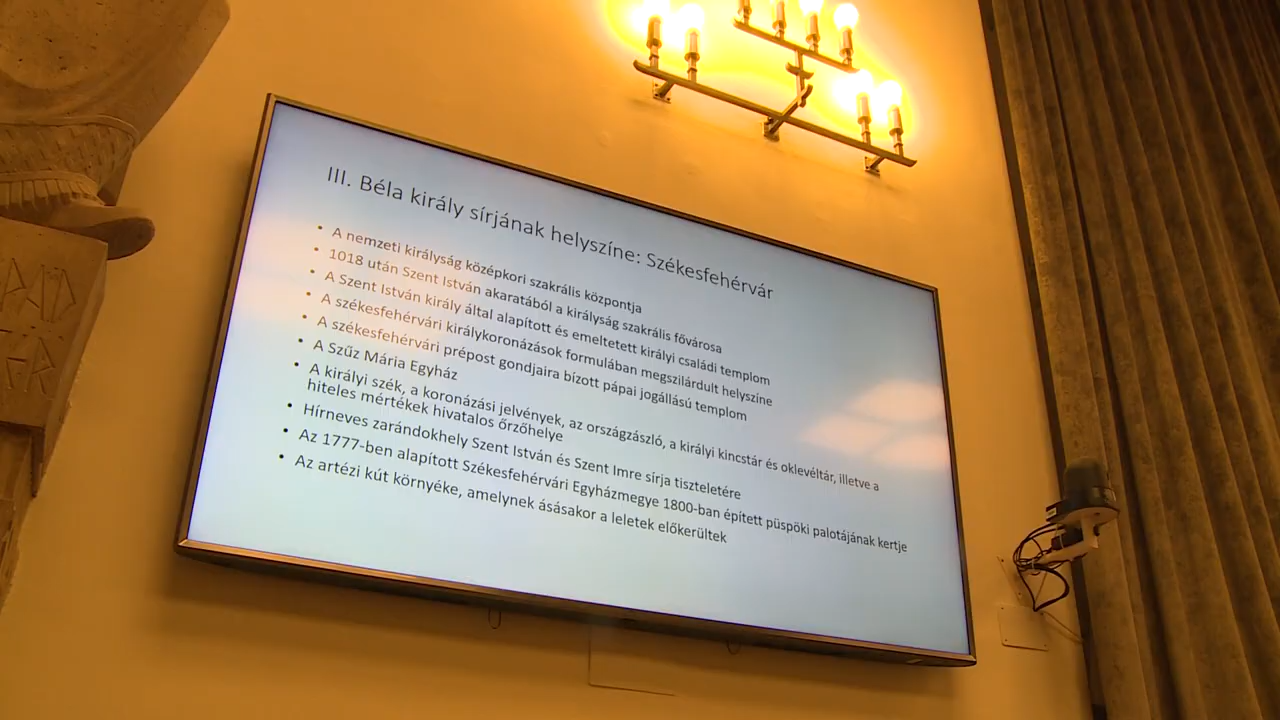 III. Béla király sírjának helyszíne: Székesfehérvár
• A nemzeti királyság középkori szakrális központja
• 1018 után Szent István akaratából a királyság szakrális fővárosa
• A Szent István király által alapított és emeltetett királyi családi templom
• A székesfehérvári királykoronázások formulában megszilárdult helyszíne
• A székesfehérvári prépost gondjaira bízott pápai jogállású templom
• A Szűz Mária Egyház
• A királyi szék, a koronázási jelvények, az országzászló, a királyi kincstár és oklevéltár, illetve a
hiteles mértékek hivatalos őrzőhelye
• Hírneves zarándokhely Szent István és Szent Imre sírja tiszteletére
• Az 1777-ben alapított Székesfehérvári Egyházmegye 1800-ban épített püspöki palotájának kertje
• Az artézi kút környéke, amelynek ásásakor a leletek előkerültek